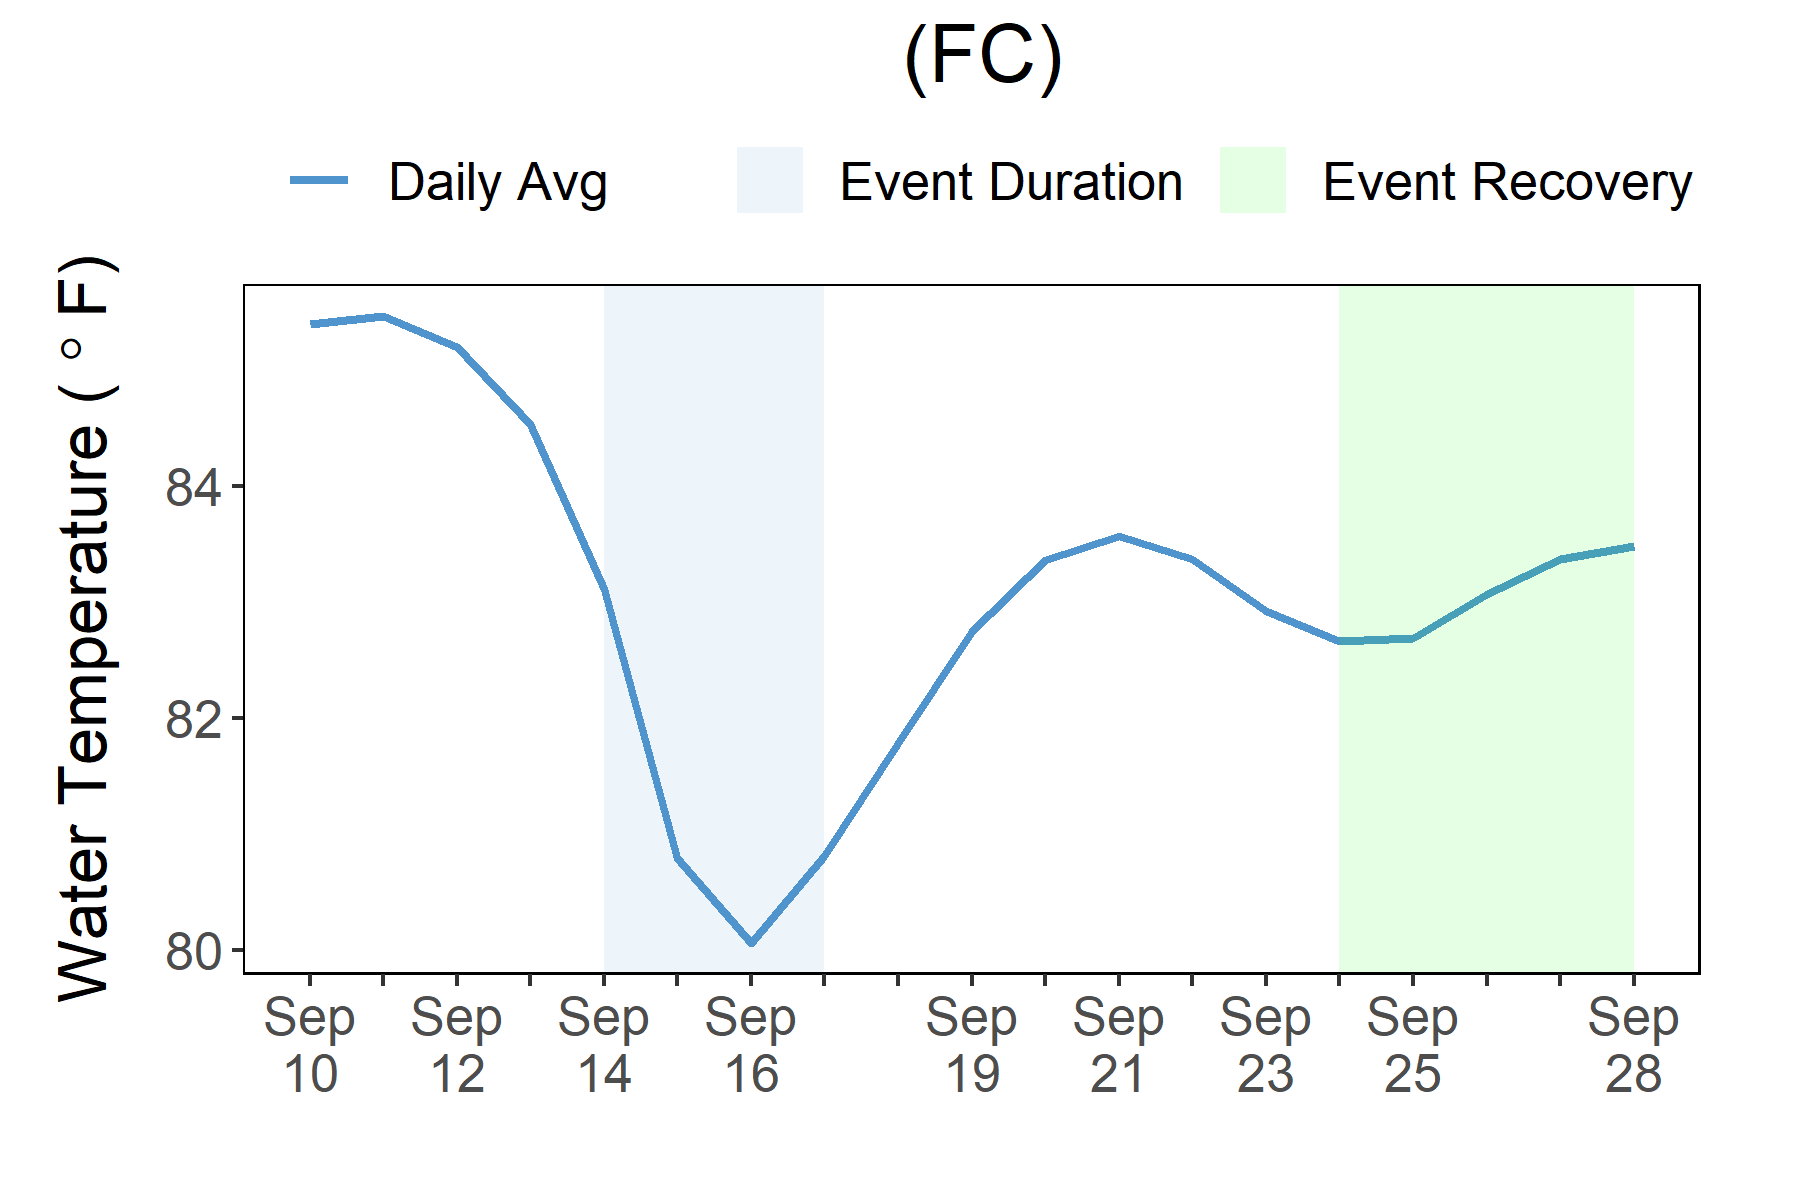 (FC)
Daily Avg Event Duration Event Recovery
Water Temperature ( ° F)
84
82
80
Sep Sep Sep Sep Sep Sep Sep Sep Sep
10 12 14 16 19 21 23 25 28